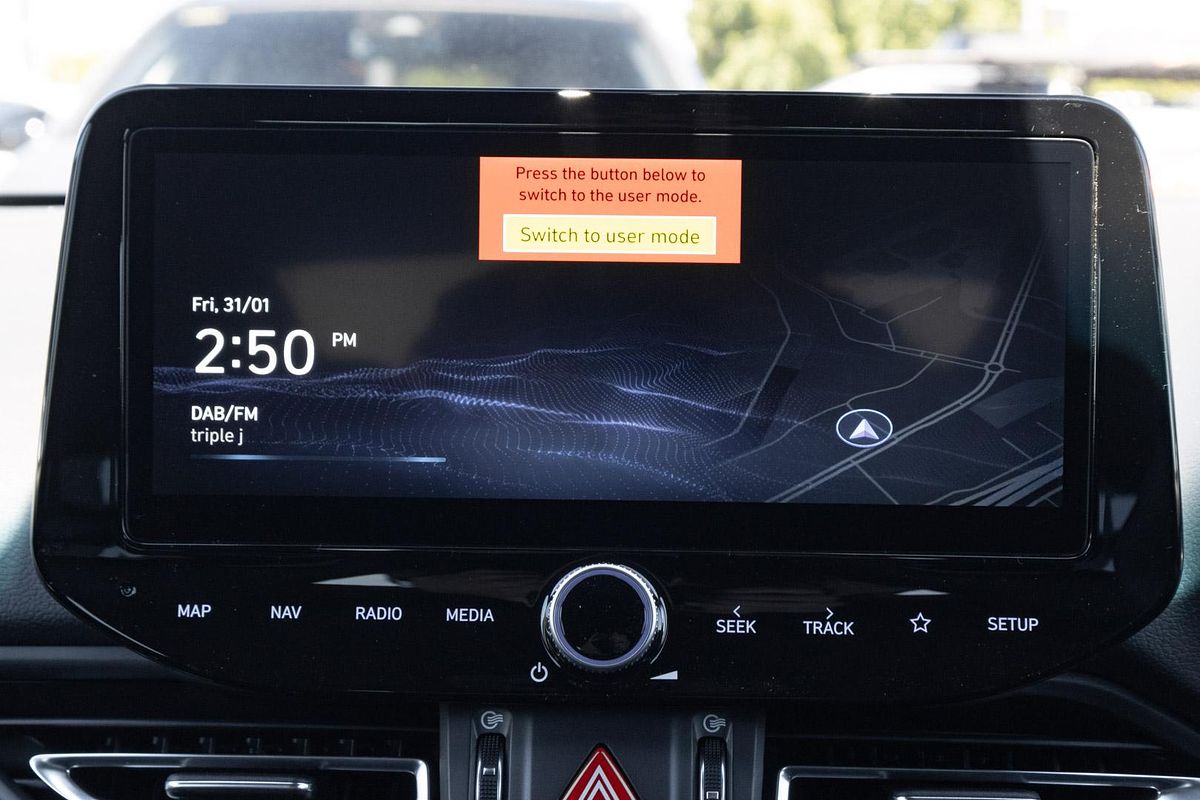 Press the button below to
switch to the user mode.
Switch to user mode
Fri, 31/01
2:50 PM
DAB/FM
triple j
MAP NAV RADIO MEDIA SEEK TRACK SETUP